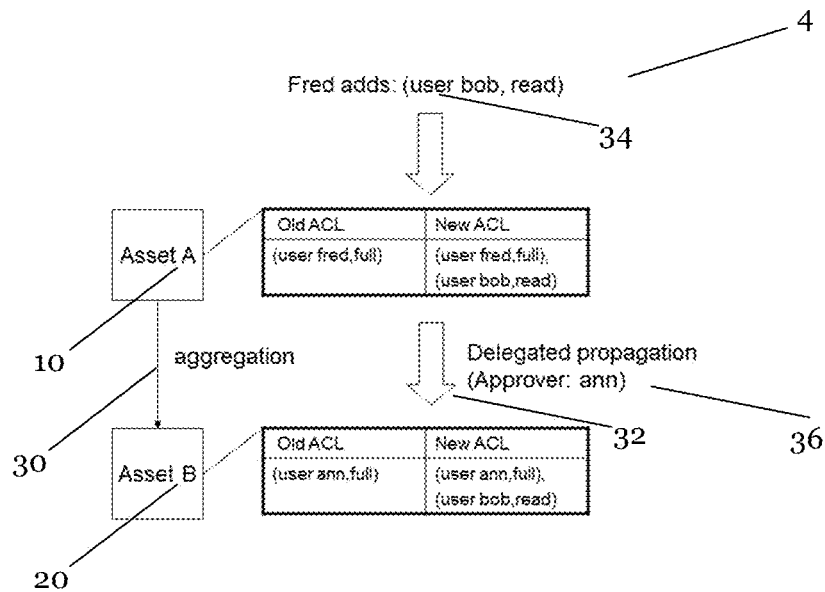 4
Fred adds: (user bob, read)
34
Old ACL
New ACL
Asset A
(user fred,full)
(user fred,full),
(user bob,read)
10
aggregation
Delegated propagation
(Approver: ann)
32
36
30
Old ACL
New ACL
Asset B
(user ann,full)
(user ann,full),
(user bob,read)
20